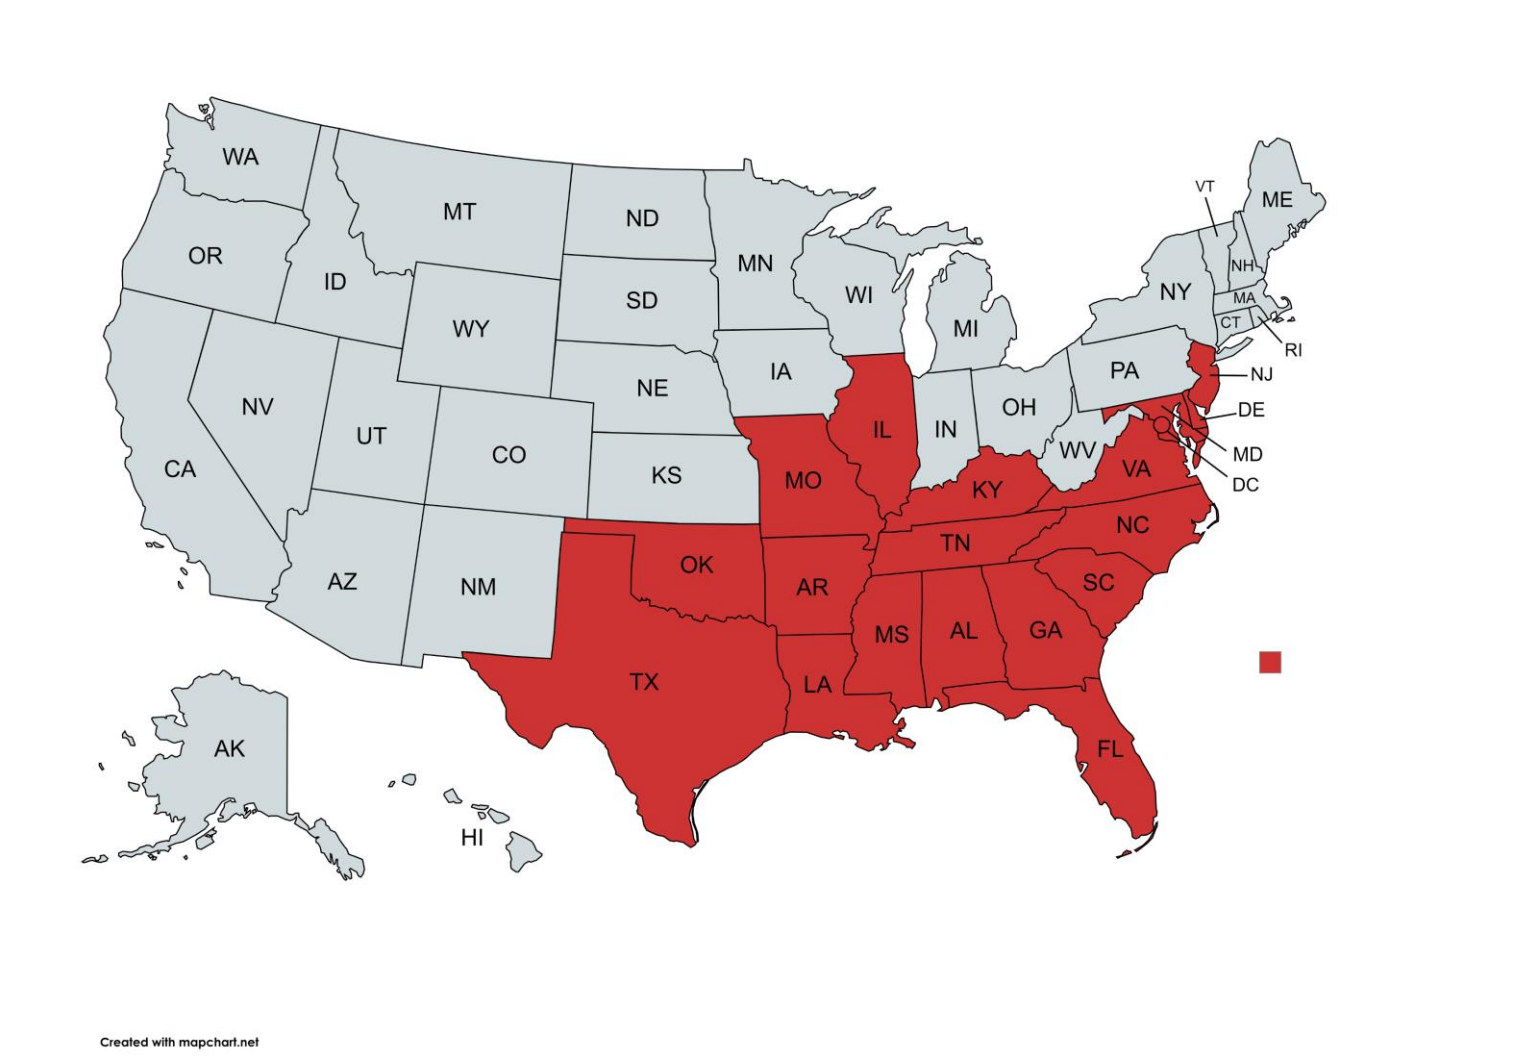 WA
MT
ND
MN
ME
VT
OR
ID
SD
WI
MI
NY
NH
MA
CT
RI
WY
IA
PA
NJ
NE
NV
UT
CO
IL
IN
OH
DE
CA
KS
MO
KY
WV
VA
MD
DC
NC
TN
AZ
NM
OK
AR
SC
MS
AL
GA
TX
LA
FL
AK
HI
Created with mapchart.net